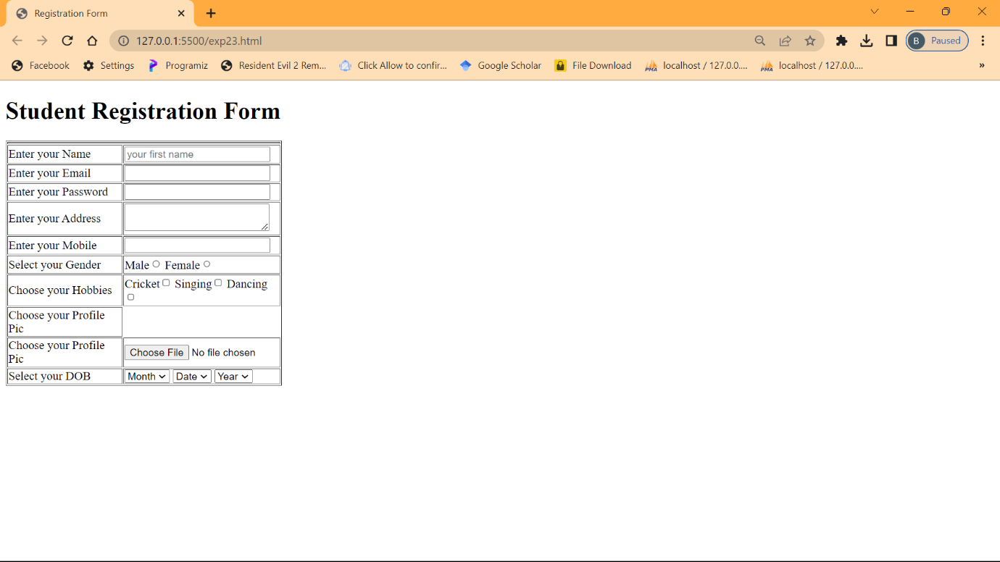 Registration Form
127.0.0.1:5500/exp23.html
B Paused
Facebook Settings Programiz Resident Evil 2 Rem... Click Allow to confir... Google Scholar File Download PMA localhost / 127.0.0.... PMA localhost / 127.0.0.... »
Student Registration Form
Enter your Name your first name
Enter your Email
Enter your Password
Enter your Address
Enter your Mobile
Select your Gender Male Female
Choose your Hobbies Cricket Singing Dancing
Choose your Profile
Pic
Choose your Profile
Pic Choose File No file chosen
Select your DOB Month Date Year